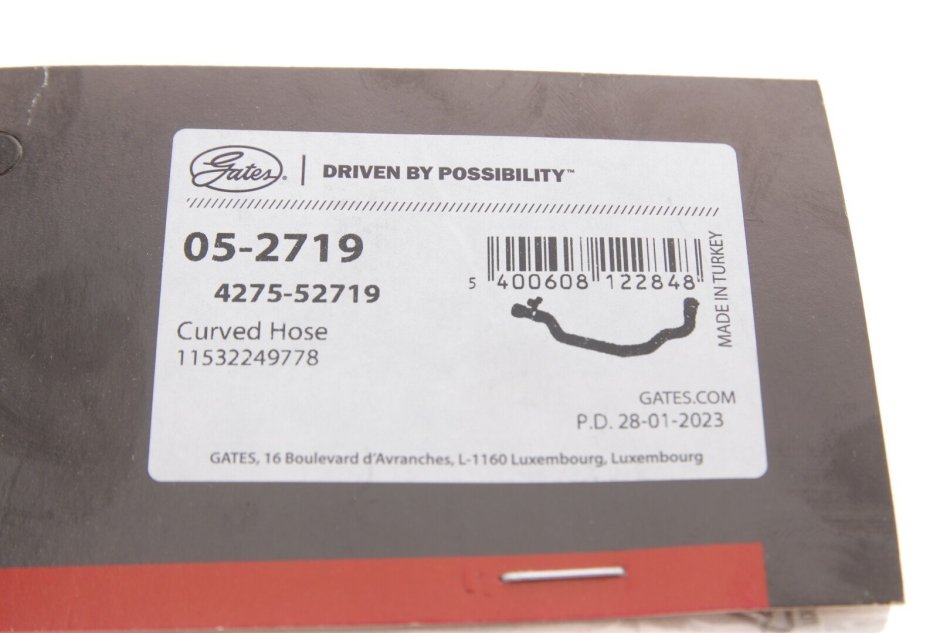 Gates® | DRIVEN BY POSSIBILITY™
05-2719
4275-52719
5 400608 122848
Curved Hose
11532249778
MADE IN TURKEY
GATES.COM
P.D. 28-01-2023
GATES, 16 Boulevard d'Avranches, L-1160 Luxembourg, Luxembourg